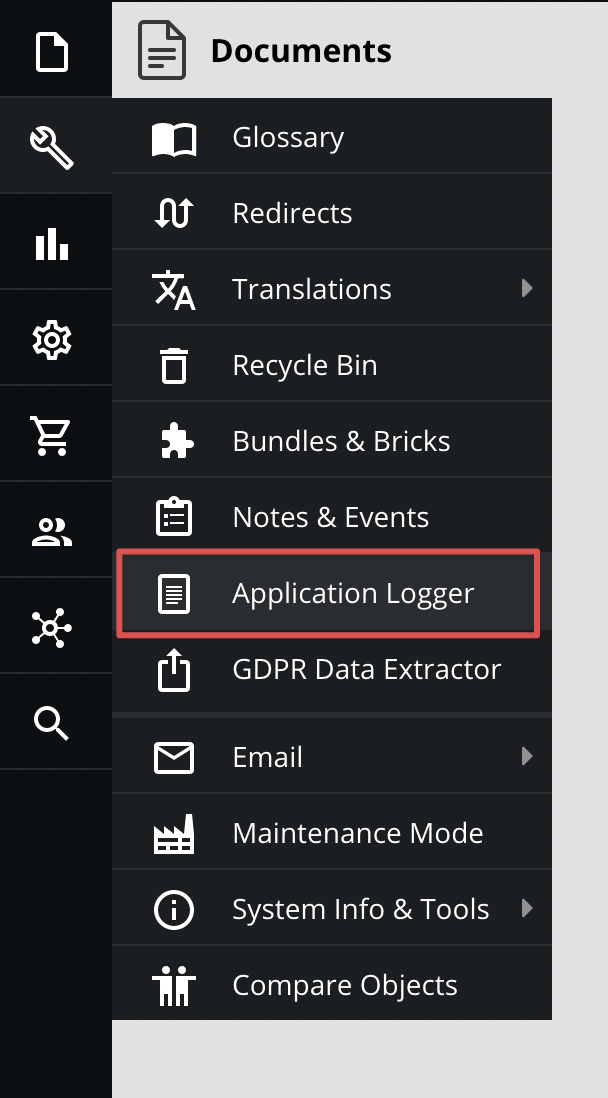 Documents
Glossary
Redirects
Translations
Recycle Bin
Bundles & Bricks
Notes & Events
Application Logger
GDPR Data Extractor
Email
Maintenance Mode
System Info & Tools
Compare Objects